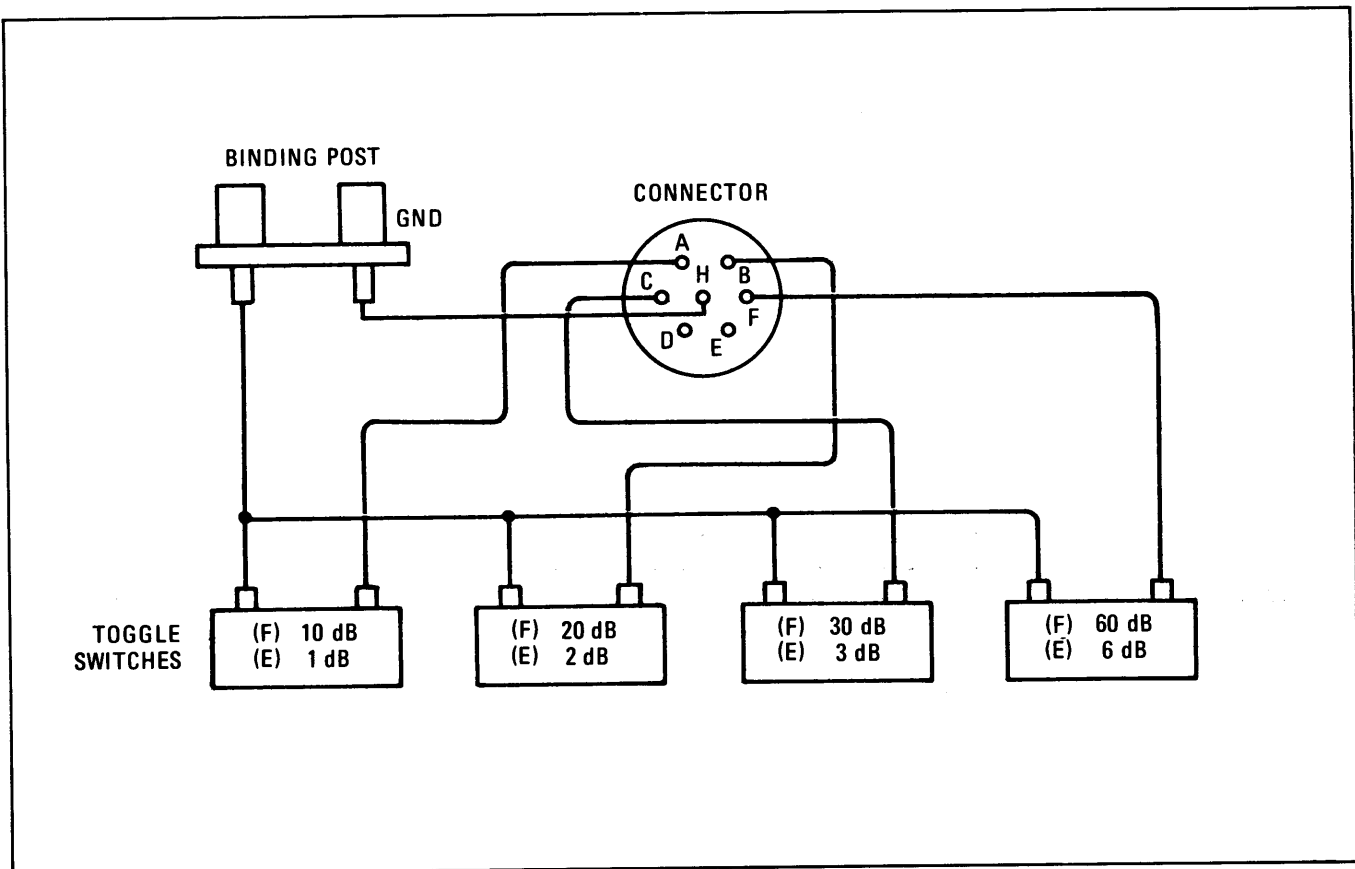 BINDING POST
GND
CONNECTOR
A
B
C
H
F
D
E
TOGGLE
SWITCHES
(F) 10 dB
(E) 1 dB
(F) 20 dB
(E) 2 dB
(F) 30 dB
(E) 3 dB
(F) 60 dB
(E) 6 dB